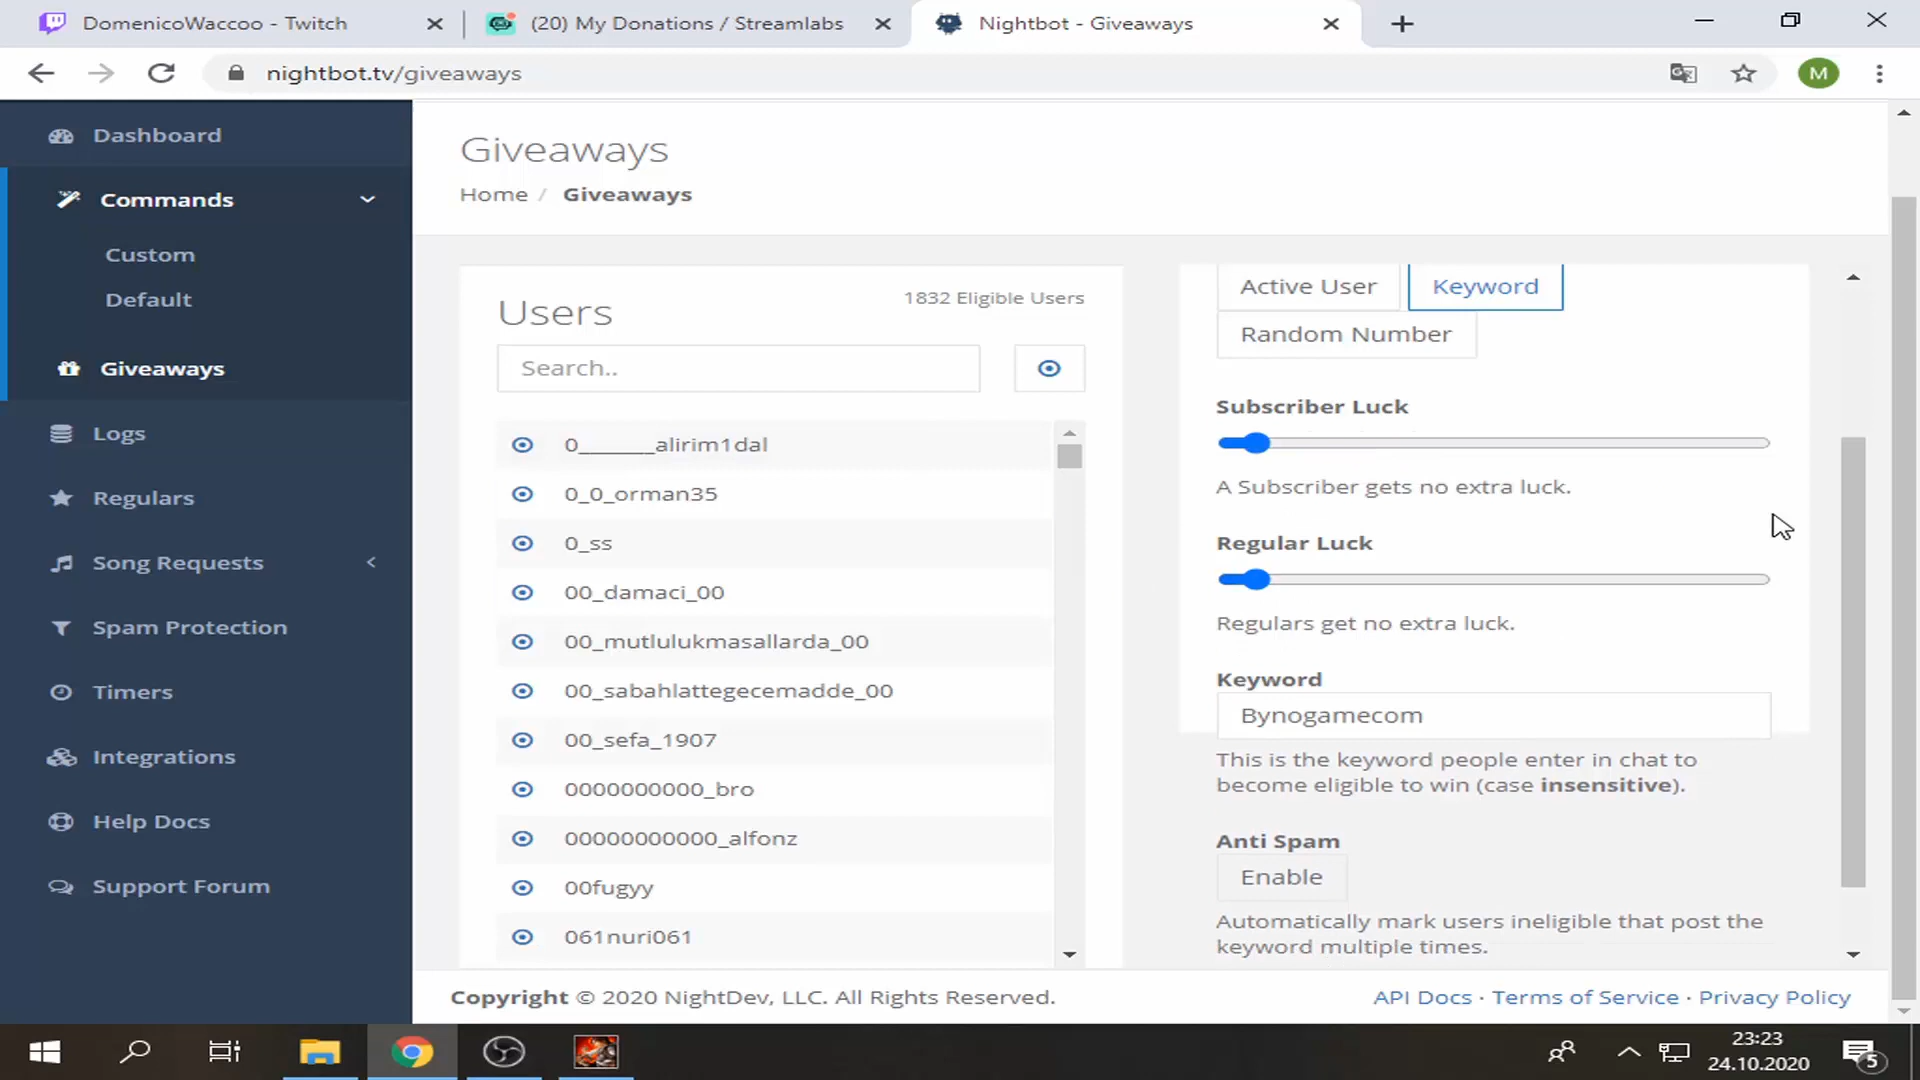 DomenicoWaccoo - Twitch
(20) My Donations / Streamlabs
Nightbot - Giveaways
nightbot.tv/giveaways
M
Dashboard
Commands
Custom
Default
Giveaways
Logs
Regulars
Song Requests
Spam Protection
Timers
Integrations
Help Docs
Support Forum
Giveaways
Home / Giveaways
Users
1832 Eligible Users
Search..
0______alirim1dal
0_0_orman35
0_ss
00_damaci_00
00_mutlulukmasallarda_00
00_sabahlattegecemadde_00
00_sefa_1907
0000000000_bro
00000000000_alfonz
00fugyy
061nuri061
Active User
Keyword
Random Number
Subscriber Luck
A Subscriber gets no extra luck.
Regular Luck
Regulars get no extra luck.
Keyword
Bynogamecom
This is the keyword people enter in chat to
become eligible to win (case insensitive).
Anti Spam
Enable
Automatically mark users ineligible that post the
keyword multiple times.
Copyright © 2020 NightDev, LLC. All Rights Reserved.
API Docs · Terms of Service · Privacy Policy
23:23
24.10.2020
5